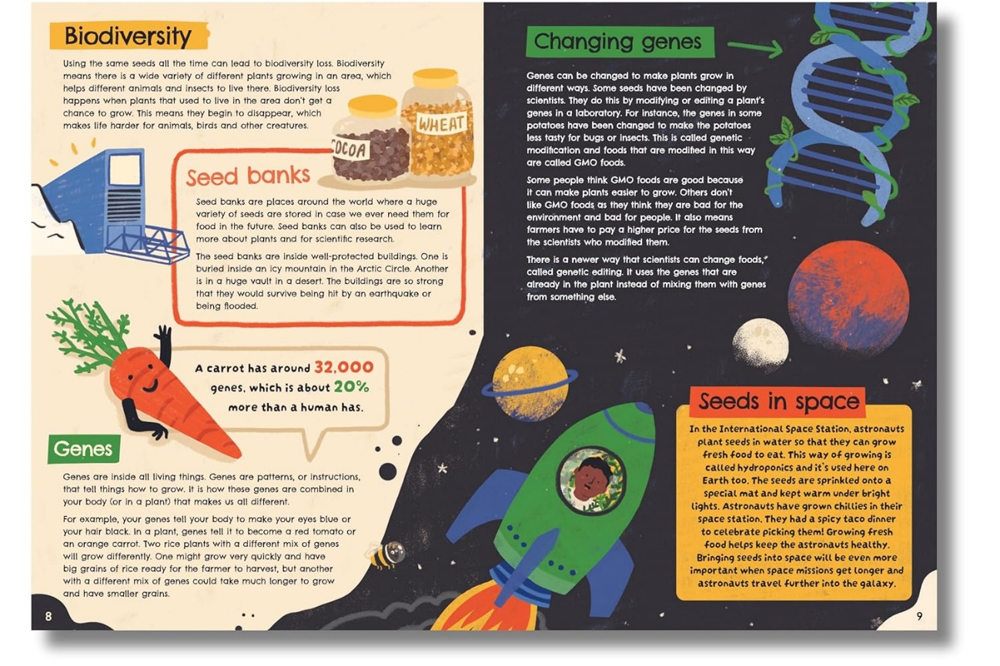 Biodiversity
Using the same seeds all the time can lead to biodiversity loss. Biodiversity
means there is a wide variety of different plants growing in an area, which
helps different animals and insects to live there. Biodiversity loss
happens when plants that used to live in the area don't get a
chance to grow. This means they begin to disappear, which
makes life harder for animals, birds and other creatures.
COCOA
WHEAT
Seed banks
Seed banks are places around the world where a huge
variety of seeds are stored in case we ever need them for
food in the future. Seed banks can also be used to learn
more about plants and for scientific research.
The seed banks are inside well-protected buildings. One is
buried inside an icy mountain in the Arctic Circle. Another
is in a huge vault in a desert. The buildings are so strong
that they would survive being hit by an earthquake or
being flooded.
A carrot has around 32,000
genes, which is about 20%
more than a human has.
Genes
Genes are inside all living things. Genes are patterns, or instructions,
that tell things how to grow. It is how these genes are combined in
your body (or in a plant) that makes us all different.
For example, your genes tell your body to make your eyes blue or
your hair black. In a plant, genes tell it to become a red tomato or
an orange carrot. Two rice plants with a different mix of genes
will grow differently. One might grow very quickly and have
big grains of rice ready for the farmer to harvest, but another
with a different mix of genes could take much longer to grow
and have smaller grains.
8
Changing genes
Genes can be changed to make plants grow in
different ways. Some seeds have been changed by
scientists. They do this by modifying or editing a plant's
genes in a laboratory. For instance, the genes in some
potatoes have been changed to make the potatoes
less tasty for bugs or insects. This is called genetic
modification and foods that are modified in this way
are called GMO foods.
Some people think GMO foods are good because
it can make plants easier to grow. Others don't
like GMO foods as they think they are bad for the
environment and bad for people. It also means
farmers have to pay a higher price for the seeds from
the scientists who modified them.
There is a newer way that scientists can change foods,
called genetic editing. It uses the genes that are
already in the plant instead of mixing them with genes
from something else.
Seeds in space
In the International Space Station, astronauts
plant seeds in water so that they can grow
fresh food to eat. This way of growing is
called hydroponics and it's used here on
Earth too. The seeds are sprinkled onto a
special mat and kept warm under bright
lights. Astronauts have grown chillies in their
space station. They had a spicy taco dinner
to celebrate picking them! Growing fresh
food helps keep the astronauts healthy.
Bringing seeds into space will be even more
important when space missions get longer and
astronauts travel further into the galaxy.
9